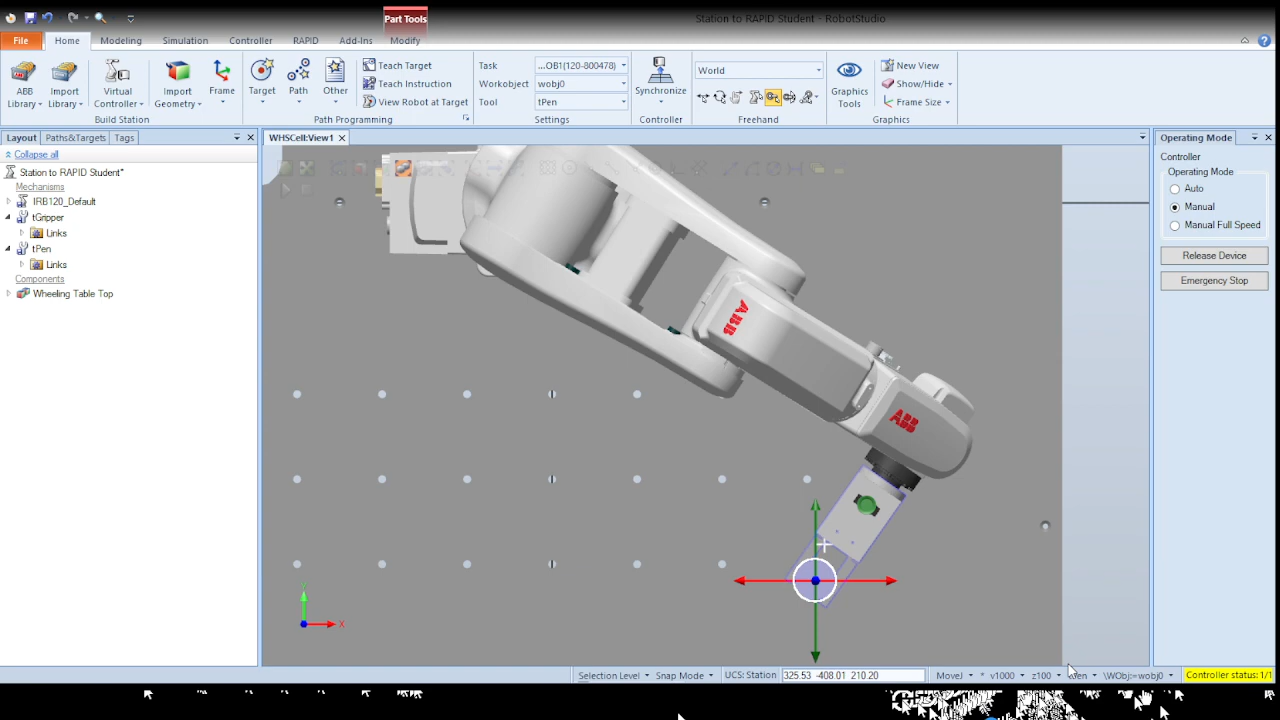 Part Tools
Station to RAPID Student - RobotStudio
File Home Modeling Simulation Controller RAPID Add-Ins Modify
ABB Library
Import Library
Virtual Controller
Import Geometry
Frame
Build Station
Target
Path
Other
Teach Target
Teach Instruction
View Robot at Target
Path Programming
Task ...OB1(120-800478)
Workobject wobj0
Tool tPen
Settings
Synchronize
Controller
World
Freehand
Graphics Tools
New View
Show/Hide
Frame Size
Graphics
Layout Paths&Targets Tags
Collapse all
Station to RAPID Student*
Mechanisms
IRB120_Default
tGripper
Links
tPen
Links
Components
Wheeling Table Top
WHSCell:View1
ABB
ABB
Y
X
Operating Mode
Controller
Operating Mode
Auto
Manual
Manual Full Speed
Release Device
Emergency Stop
Selection Level Snap Mode UCS: Station 325.53 -408.01 210.20 MoveJ v1000 z100 \WObj:=wobj0 Controller status: 1/1